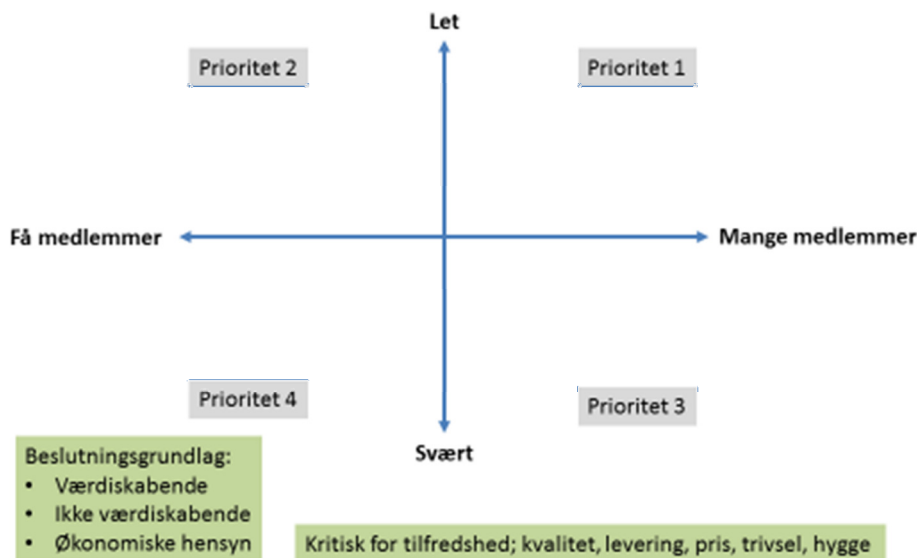 Let
Prioritet 2
Prioritet 1
Få medlemmer
Mange medlemmer
Prioritet 4
Prioritet 3
Svært
Beslutningsgrundlag:
• Værdiskabende
• Ikke værdiskabende
• Økonomiske hensyn
Kritisk for tilfredshed; kvalitet, levering, pris, trivsel, hygge